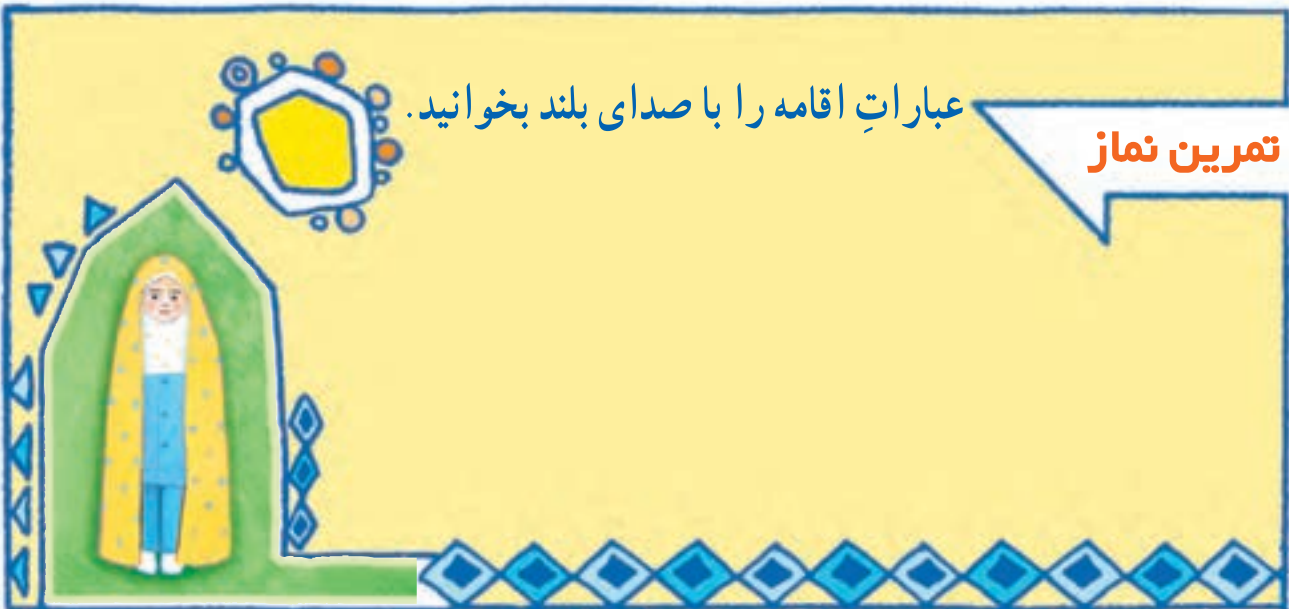 تمرین نماز
عباراتِ اقامه را با صدای بلند بخوانید.